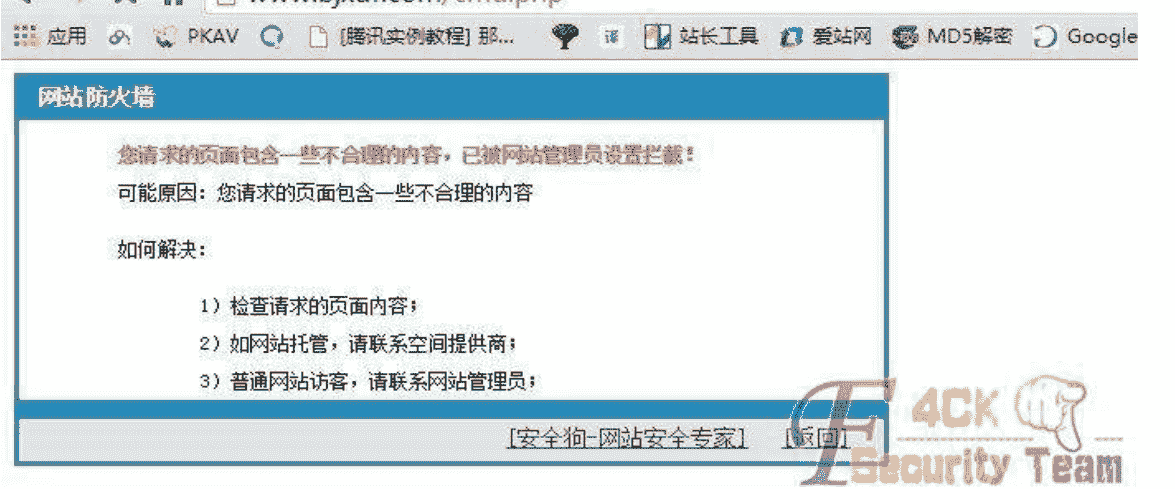 应用 PKAV [腾讯实例教程] 那... 译 站长工具 爱站网 MD5解密 Google
网站防火墙
您请求的页面包含一些不合理的内容，已被网站管理员设置拦截！
可能原因：您请求的页面包含一些不合理的内容
如何解决：
1）检查请求的页面内容；
2）如网站托管，请联系空间提供商；
3）普通网站访客，请联系网站管理员；
[安全狗-网站安全专家] [返回]
F4CK
Security Team